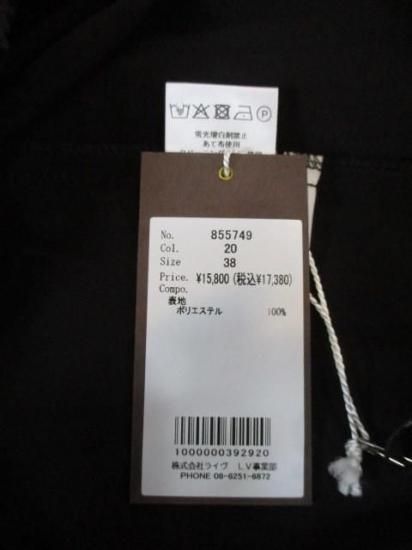 蛍光増白剤禁止
あて布使用
No. 855749
Col. 20
Size 38
Price. ¥15,800(税込¥17,380)
Compo.
表地
ポリエステル 100%
1000000392920
株式会社ライヴ LV事業部
PHONE 06-6251-6872